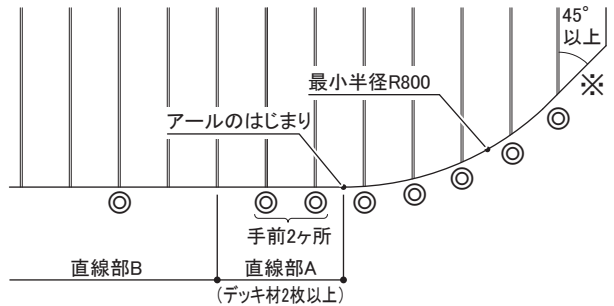 45°
以上
※
最小半径R800
アールのはじまり
手前2ヶ所
直線部B
直線部A
(デッキ材2枚以上)